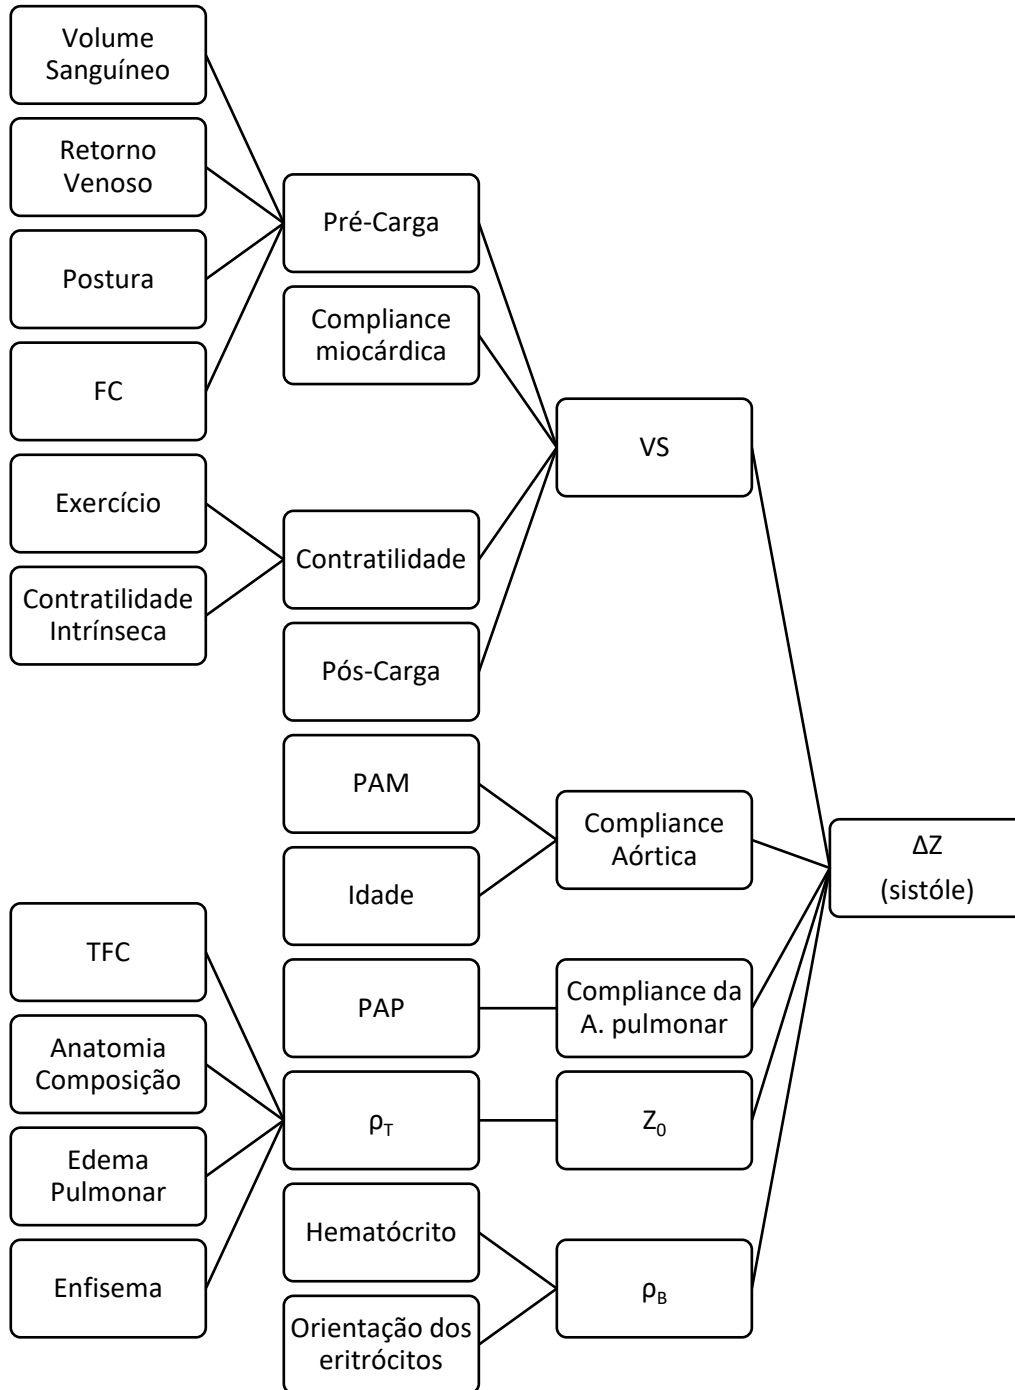 Volume
Sanguíneo
Retorno
Venoso
Postura
FC
Exercício
Contratilidade
Intrínseca
TFC
Anatomia
Composição
Edema
Pulmonar
Enfisema
Pré-Carga
Compliance
miocárdica
Contratilidade
Pós-Carga
PAM
Idade
PAP
ρT
Hematócrito
Orientação dos
eritrócitos
VS
Compliance
Aórtica
Compliance da
A. pulmonar
Z0
ρB
ΔZ
(sistóle)